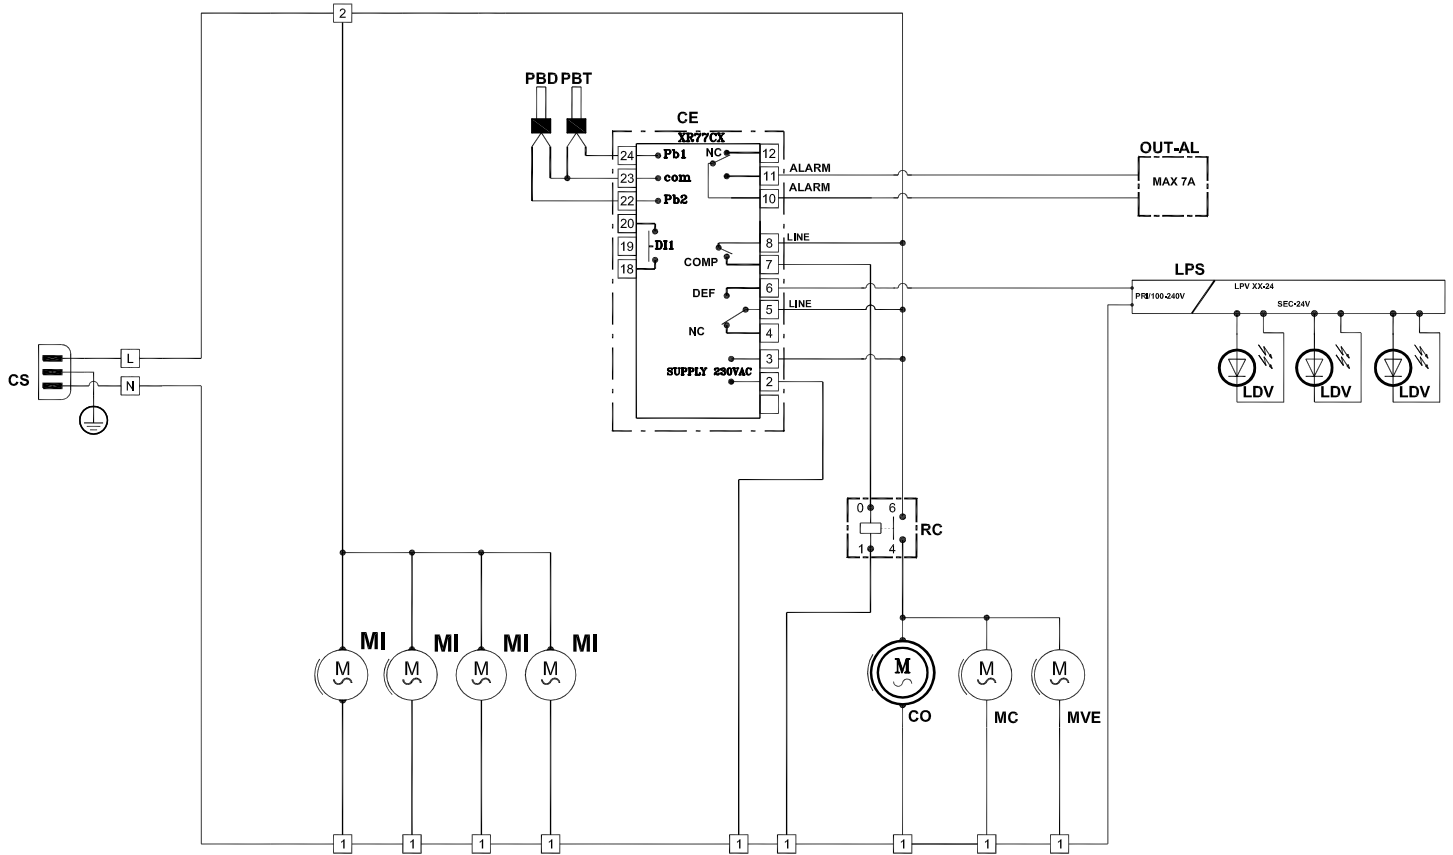 2
PBD PBT
CE
XR77CX
24 Pb1 NC 12
23 com 11 ALARM
22 Pb2 10 ALARM
20
19 DI1
18
8 LINE
COMP 7
DEF 6
5 LINE
NC 4
3
SUPPLY 230VAC 2
OUT-AL
MAX 7A
LPS
LPV XX-24
PRI/100-240V
SEC-24V
LDV LDV LDV
CS
L
N
0 6
1 4
RC
MI MI MI MI
M M M M
M M M
CO MC MVE
1 1 1 1 1 1 1 1 1